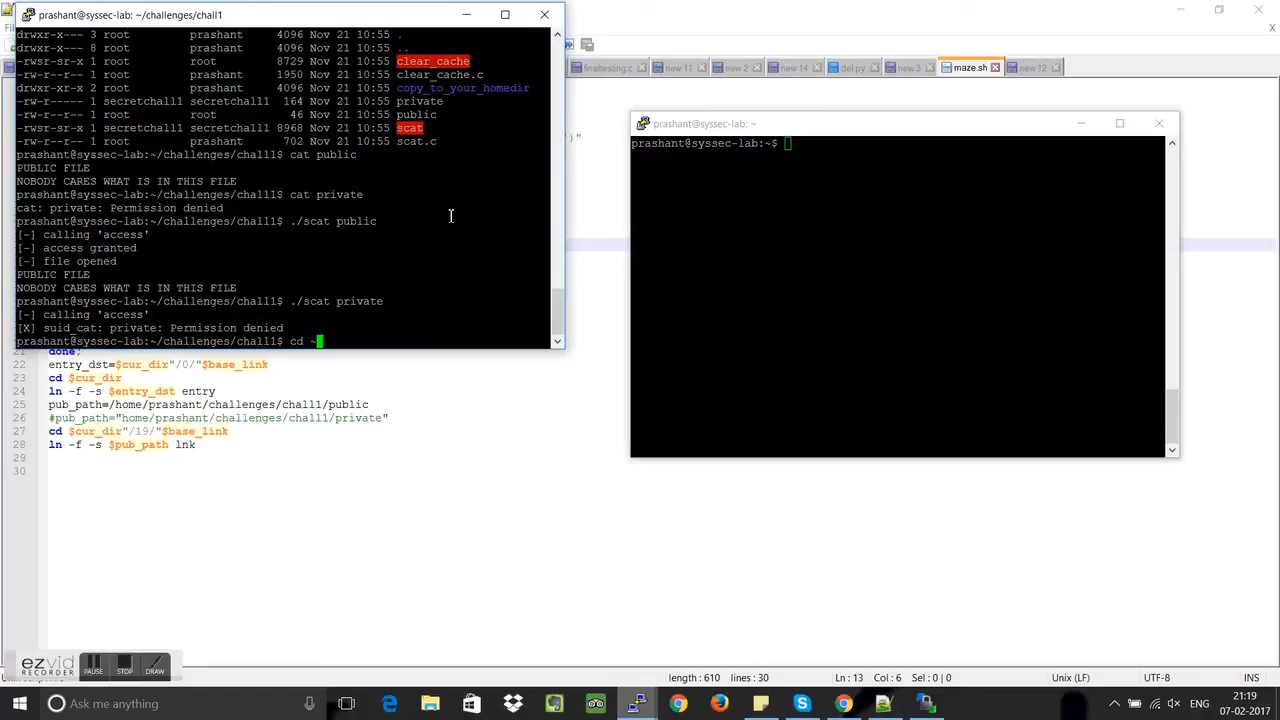 prashant@syssec-lab: ~/challenges/chall1
drwxr-x--- 3 root        prashant     4096 Nov 21 10:55 .
drwxr-x--- 8 root        prashant     4096 Nov 21 10:55 ..
-rwsr-sr-x 1 root        root         8729 Nov 21 10:55 clear_cache
-rw-r--r-- 1 root        prashant     1950 Nov 21 10:55 clear_cache.c
drwxr-xr-x 2 root        prashant     4096 Nov 21 10:55 copy_to_your_homedir
-rw-r----- 1 secretchall1 secretchall1  164 Nov 21 10:55 private
-rw-r--r-- 1 root        root           46 Nov 21 10:55 public
-rwsr-sr-x 1 secretchall1 secretchall1 8968 Nov 21 10:55 scat
-rw-r--r-- 1 root        prashant      702 Nov 21 10:55 scat.c
prashant@syssec-lab:~/challenges/chall1$ cat public
PUBLIC FILE
NOBODY CARES WHAT IS IN THIS FILE
prashant@syssec-lab:~/challenges/chall1$ cat private
cat: private: Permission denied
prashant@syssec-lab:~/challenges/chall1$ ./scat public
[-] calling 'access'
[-] access granted
[-] file opened
PUBLIC FILE
NOBODY CARES WHAT IS IN THIS FILE
prashant@syssec-lab:~/challenges/chall1$ ./scat private
[-] calling 'access'
[X] suid_cat: private: Permission denied
prashant@syssec-lab:~/challenges/chall1$ cd ~
finaltesting.c new 11 new 2 new 14 del.py new 3 maze.sh new 12
)"
prashant@syssec-lab: ~
prashant@syssec-lab:~$
21 done;
22 entry_dst=$cur_dir"/0/"$base_link
23 cd $cur_dir
24 ln -f -s $entry_dst entry
25 pub_path=/home/prashant/challenges/chall1/public
26 #pub_path="home/prashant/challenges/chall1/private"
27 cd $cur_dir"/19/"$base_link
28 ln -f -s $pub_path lnk
29
30
ezvid
RECORDER
PAUSE STOP DRAW
length : 610 lines : 30 Ln : 13 Col : 6 Sel : 0 | 0 Unix (LF) UTF-8 INS
Ask me anything
ENG
21:19
07-02-2017